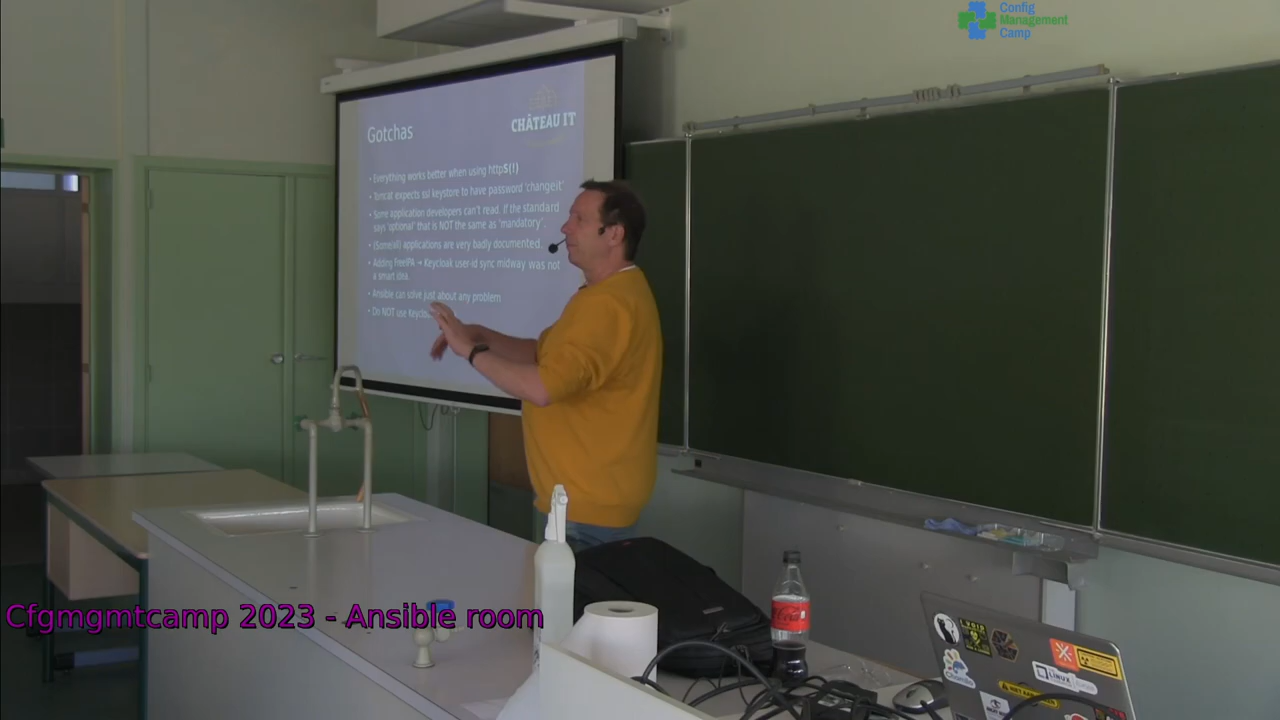 Config
Management
Camp
CHÂTEAU IT
Gotchas
• Everything works better when using httpS(!)
• Tomcat expects ssl keystore to have password 'changeit'
• Some application developers can't read. If the standard
says 'optional' that is NOT the same as 'mandatory'.
• (Some/all) applications are very badly documented.
• Adding FreeIPA → Keycloak user-id sync midway was not
a smart idea.
• Ansible can solve just about any problem
• Do NOT use
Cfgmgmtcamp 2023 - Ansible room
Coca-Cola
LINUX